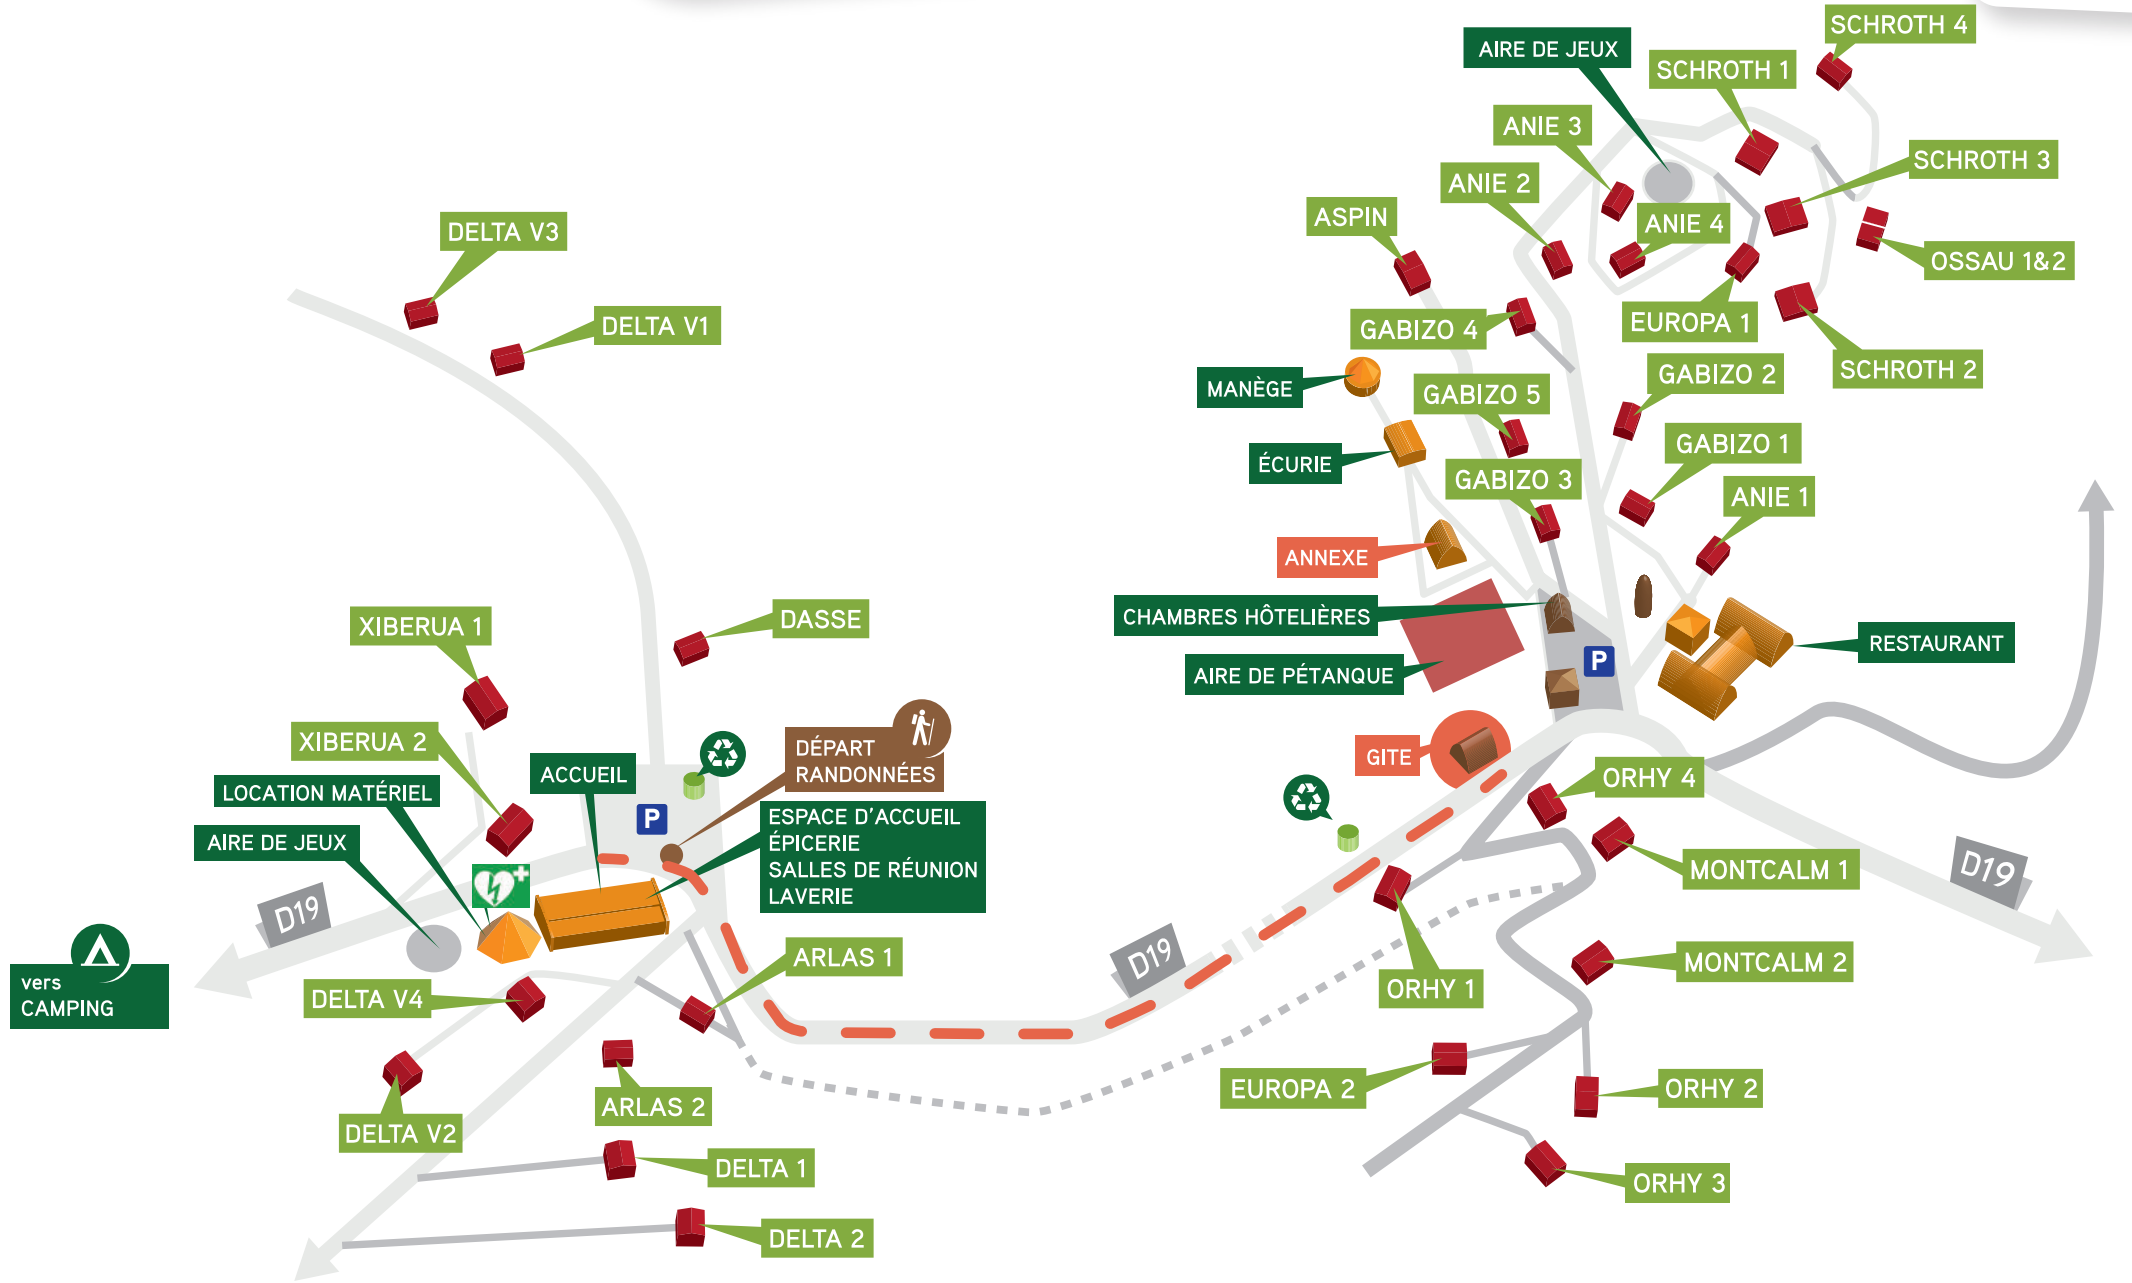 SCHROTH 4
AIRE DE JEUX
SCHROTH 1
ANIE 3
SCHROTH 3
ANIE 2
ASPIN
ANIE 4
OSSAU 1&2
DELTA V3
DELTA V1
GABIZO 4
EUROPA 1
SCHROTH 2
MANÈGE
GABIZO 2
GABIZO 5
GABIZO 1
ÉCURIE
GABIZO 3
ANIE 1
ANNEXE
CHAMBRES HÔTELIÈRES
AIRE DE PÉTANQUE
P
RESTAURANT
XIBERUA 1
DASSE
XIBERUA 2
ACCUEIL
DÉPART
RANDONNÉES
GITE
LOCATION MATÉRIEL
AIRE DE JEUX
P
ESPACE D'ACCUEIL
ÉPICERIE
SALLES DE RÉUNION
LAVERIE
ORHY 4
MONTCALM 1
D19
D19
D19
vers
CAMPING
DELTA V4
ARLAS 1
ORHY 1
MONTCALM 2
DELTA V2
ARLAS 2
EUROPA 2
ORHY 2
DELTA 1
ORHY 3
DELTA 2